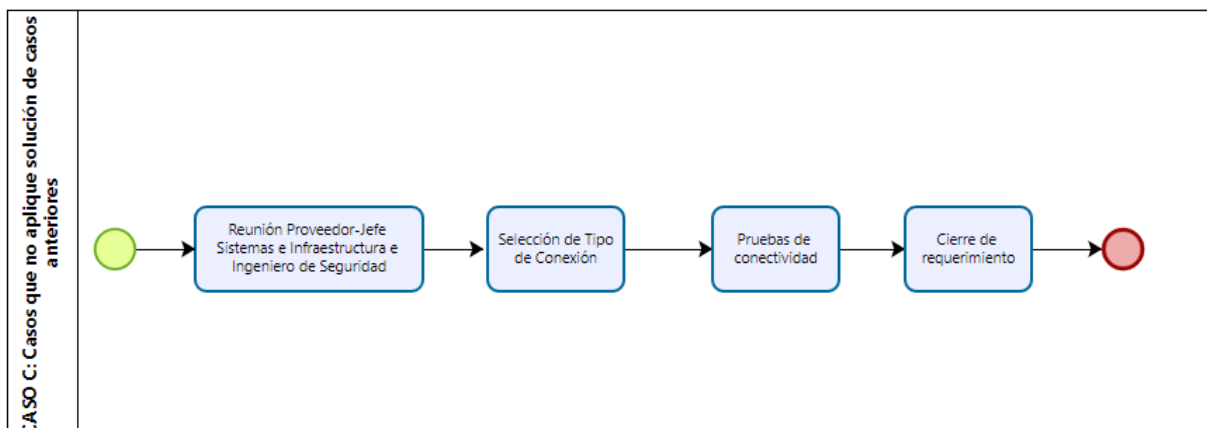 CASO C: Casos que no aplique solución de casos
anteriores
Reunión Proveedor-Jefe
Sistemas e Infraestructura e
Ingeniero de Seguridad
Selección de Tipo
de Conexión
Pruebas de
conectividad
Cierre de
requerimiento